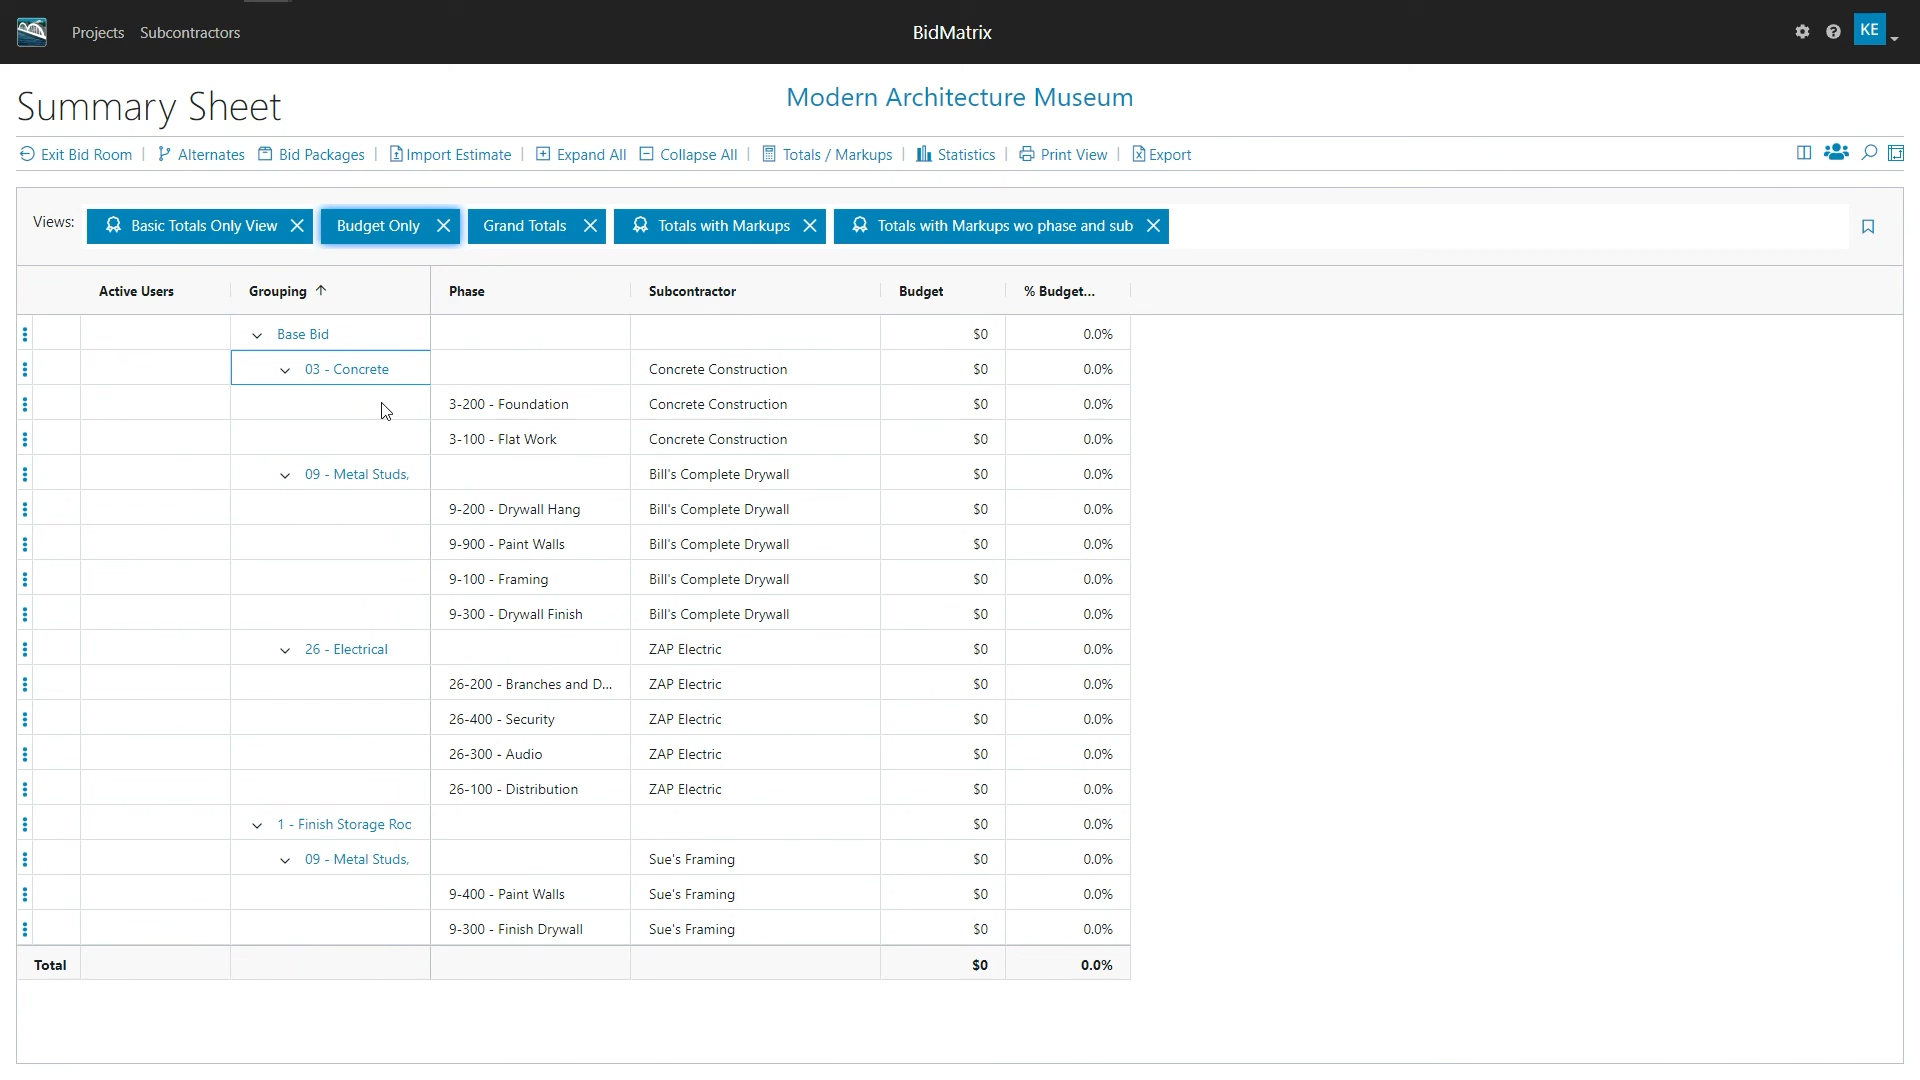 Projects Subcontractors BidMatrix KE
Summary Sheet
Modern Architecture Museum
Exit Bid Room | Alternates Bid Packages | Import Estimate | Expand All Collapse All | Totals / Markups | Statistics | Print View | Export
Views: Basic Totals Only View Budget Only Grand Totals Totals with Markups Totals with Markups wo phase and sub
Active Users Grouping Phase Subcontractor Budget % Budget...
Base Bid $0 0.0%
03 - Concrete Concrete Construction $0 0.0%
3-200 - Foundation Concrete Construction $0 0.0%
3-100 - Flat Work Concrete Construction $0 0.0%
09 - Metal Studs, Bill's Complete Drywall $0 0.0%
9-200 - Drywall Hang Bill's Complete Drywall $0 0.0%
9-900 - Paint Walls Bill's Complete Drywall $0 0.0%
9-100 - Framing Bill's Complete Drywall $0 0.0%
9-300 - Drywall Finish Bill's Complete Drywall $0 0.0%
26 - Electrical ZAP Electric $0 0.0%
26-200 - Branches and D... ZAP Electric $0 0.0%
26-400 - Security ZAP Electric $0 0.0%
26-300 - Audio ZAP Electric $0 0.0%
26-100 - Distribution ZAP Electric $0 0.0%
1 - Finish Storage Roo $0 0.0%
09 - Metal Studs, Sue's Framing $0 0.0%
9-400 - Paint Walls Sue's Framing $0 0.0%
9-300 - Finish Drywall Sue's Framing $0 0.0%
Total $0 0.0%